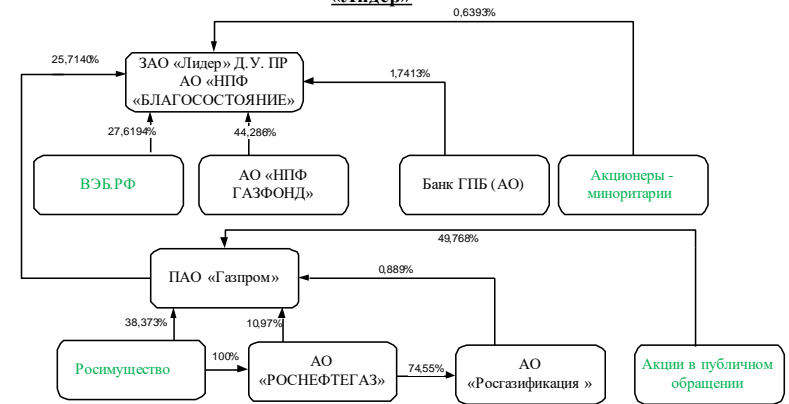 «Лидер»
0,6393%
25,7140%
ЗАО «Лидер» Д.У. ПР
АО «НПФ
«БЛАГОСОСТОЯНИЕ»
1,7413%
27,6194%
44,286%
ВЭБ.РФ
АО «НПФ
ГАЗФОНД»
Банк ГПБ (АО)
Акционеры -
миноритарии
49,768%
ПАО «Газпром»
0,889%
38,373%
10,97%
Росимущество
100%
АО
«РОСНЕФТЕГАЗ»
74,55%
АО
«Росгазификация »
Акции в публичном
обращении